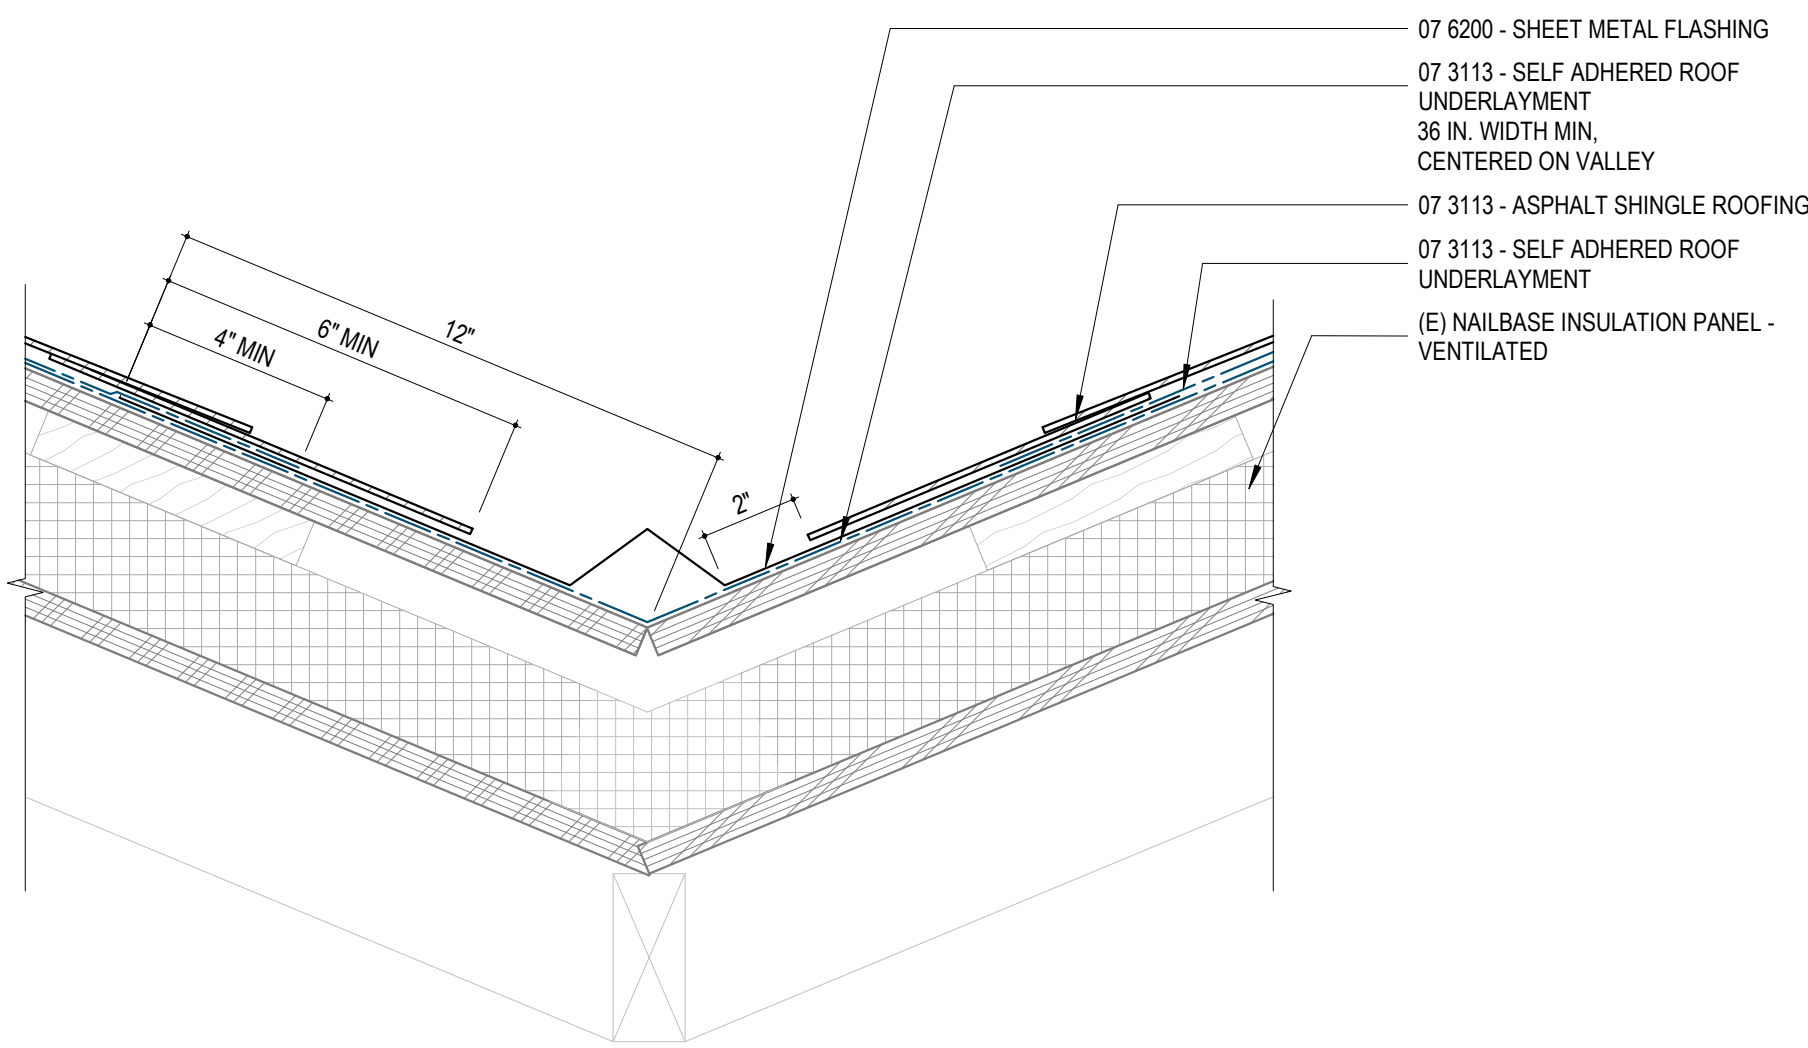 07 6200 - SHEET METAL FLASHING
07 3113 - SELF ADHERED ROOF
UNDERLAYMENT
36 IN. WIDTH MIN,
CENTERED ON VALLEY
07 3113 - ASPHALT SHINGLE ROOFING
07 3113 - SELF ADHERED ROOF
UNDERLAYMENT
(E) NAILBASE INSULATION PANEL -
VENTILATED
12"
6" MIN
4" MIN
2"